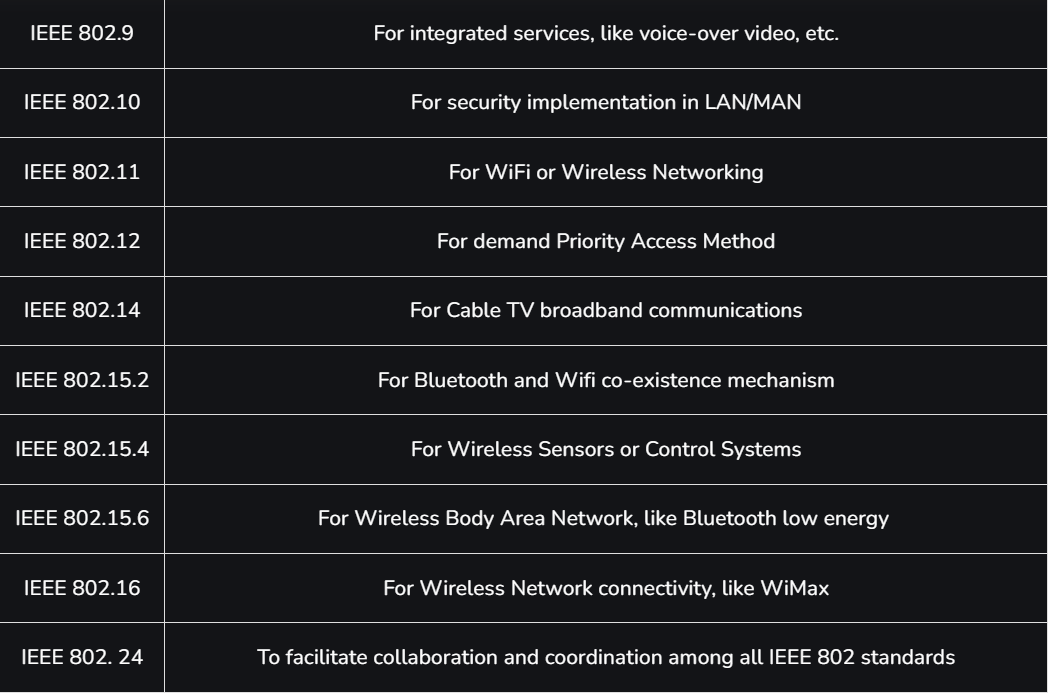 IEEE 802.9 For integrated services, like voice-over video, etc.
IEEE 802.10 For security implementation in LAN/MAN
IEEE 802.11 For WiFi or Wireless Networking
IEEE 802.12 For demand Priority Access Method
IEEE 802.14 For Cable TV broadband communications
IEEE 802.15.2 For Bluetooth and Wifi co-existence mechanism
IEEE 802.15.4 For Wireless Sensors or Control Systems
IEEE 802.15.6 For Wireless Body Area Network, like Bluetooth low energy
IEEE 802.16 For Wireless Network connectivity, like WiMax
IEEE 802. 24 To facilitate collaboration and coordination among all IEEE 802 standards